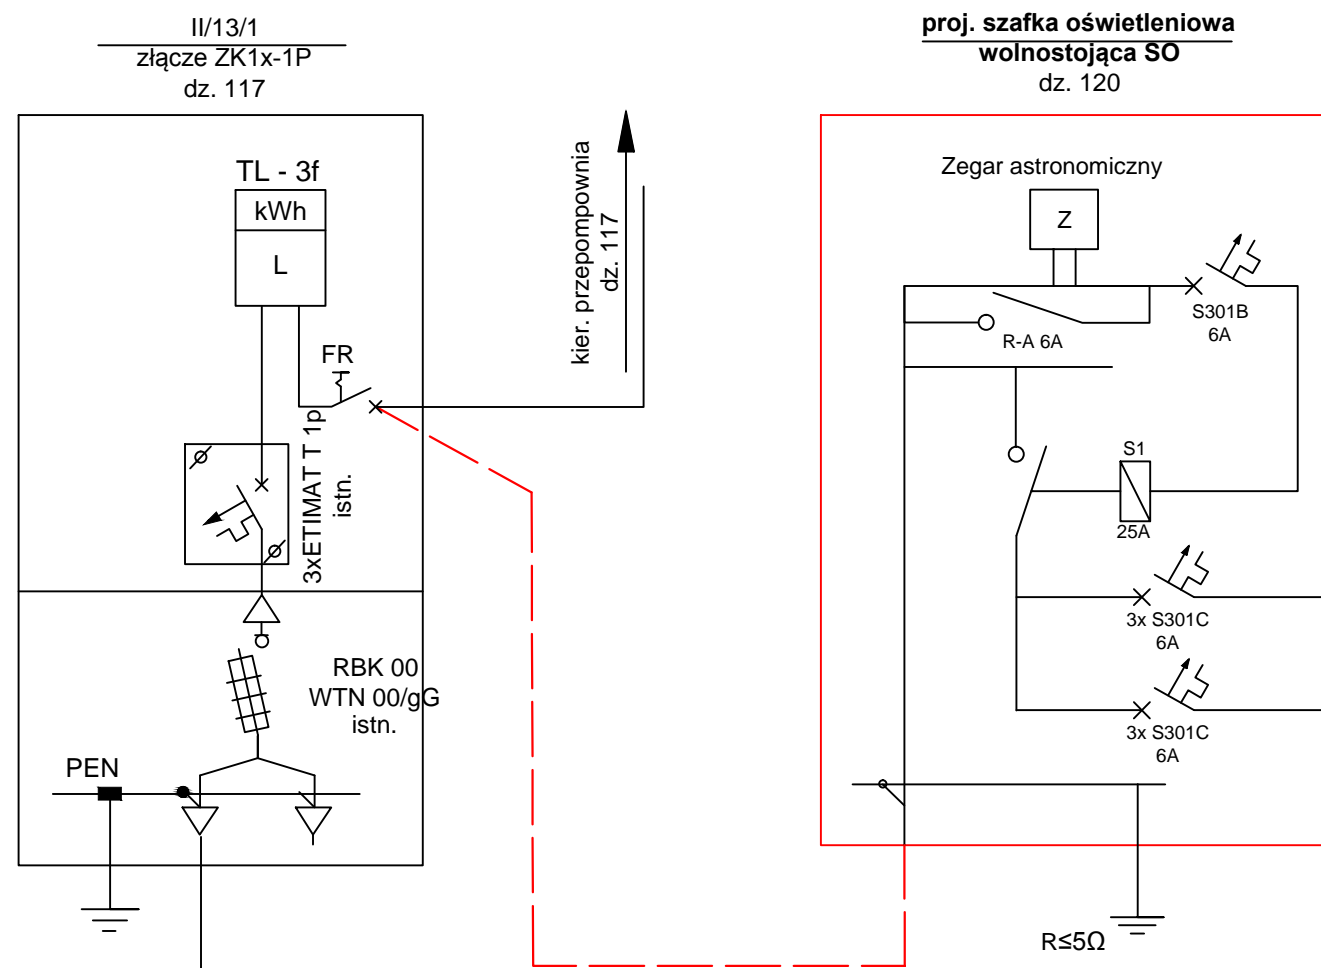 II/13/1
złącze ZK1x-1P
dz. 117
proj. szafka oświetleniowa
wolnostojąca SO
dz. 120
TL - 3f
kWh
L
FR
3xETIMAT T 1p
istn.
kier. przepompownia
dz. 117
RBK 00
WTN 00/gG
istn.
PEN
Zegar astronomiczny
Z
S301B
6A
R-A 6A
S1
25A
3x S301C
6A
3x S301C
6A
R≤5Ω